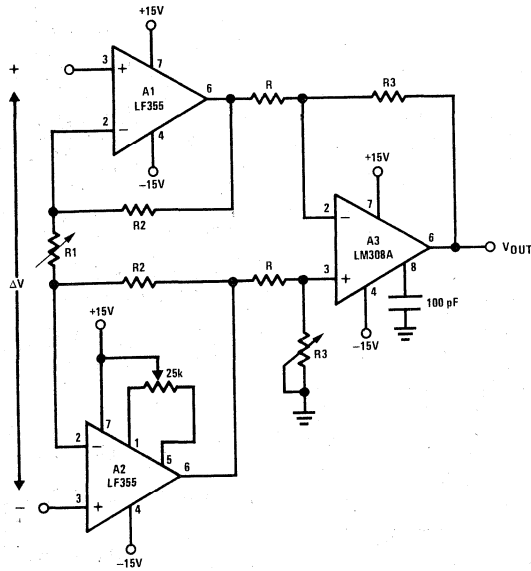 +15V
+
3
+
7
A1
LF355
6
R
R3
2
−
4
−15V
+15V
R2
7
2
−
A3
LM308A
6
VOUT
R1
ΔV
R2
R
3
+
8
4
100 pF
+15V
−15V
25k
R3
7
1
5
2
−
A2
LF355
6
−
3
+
4
−15V